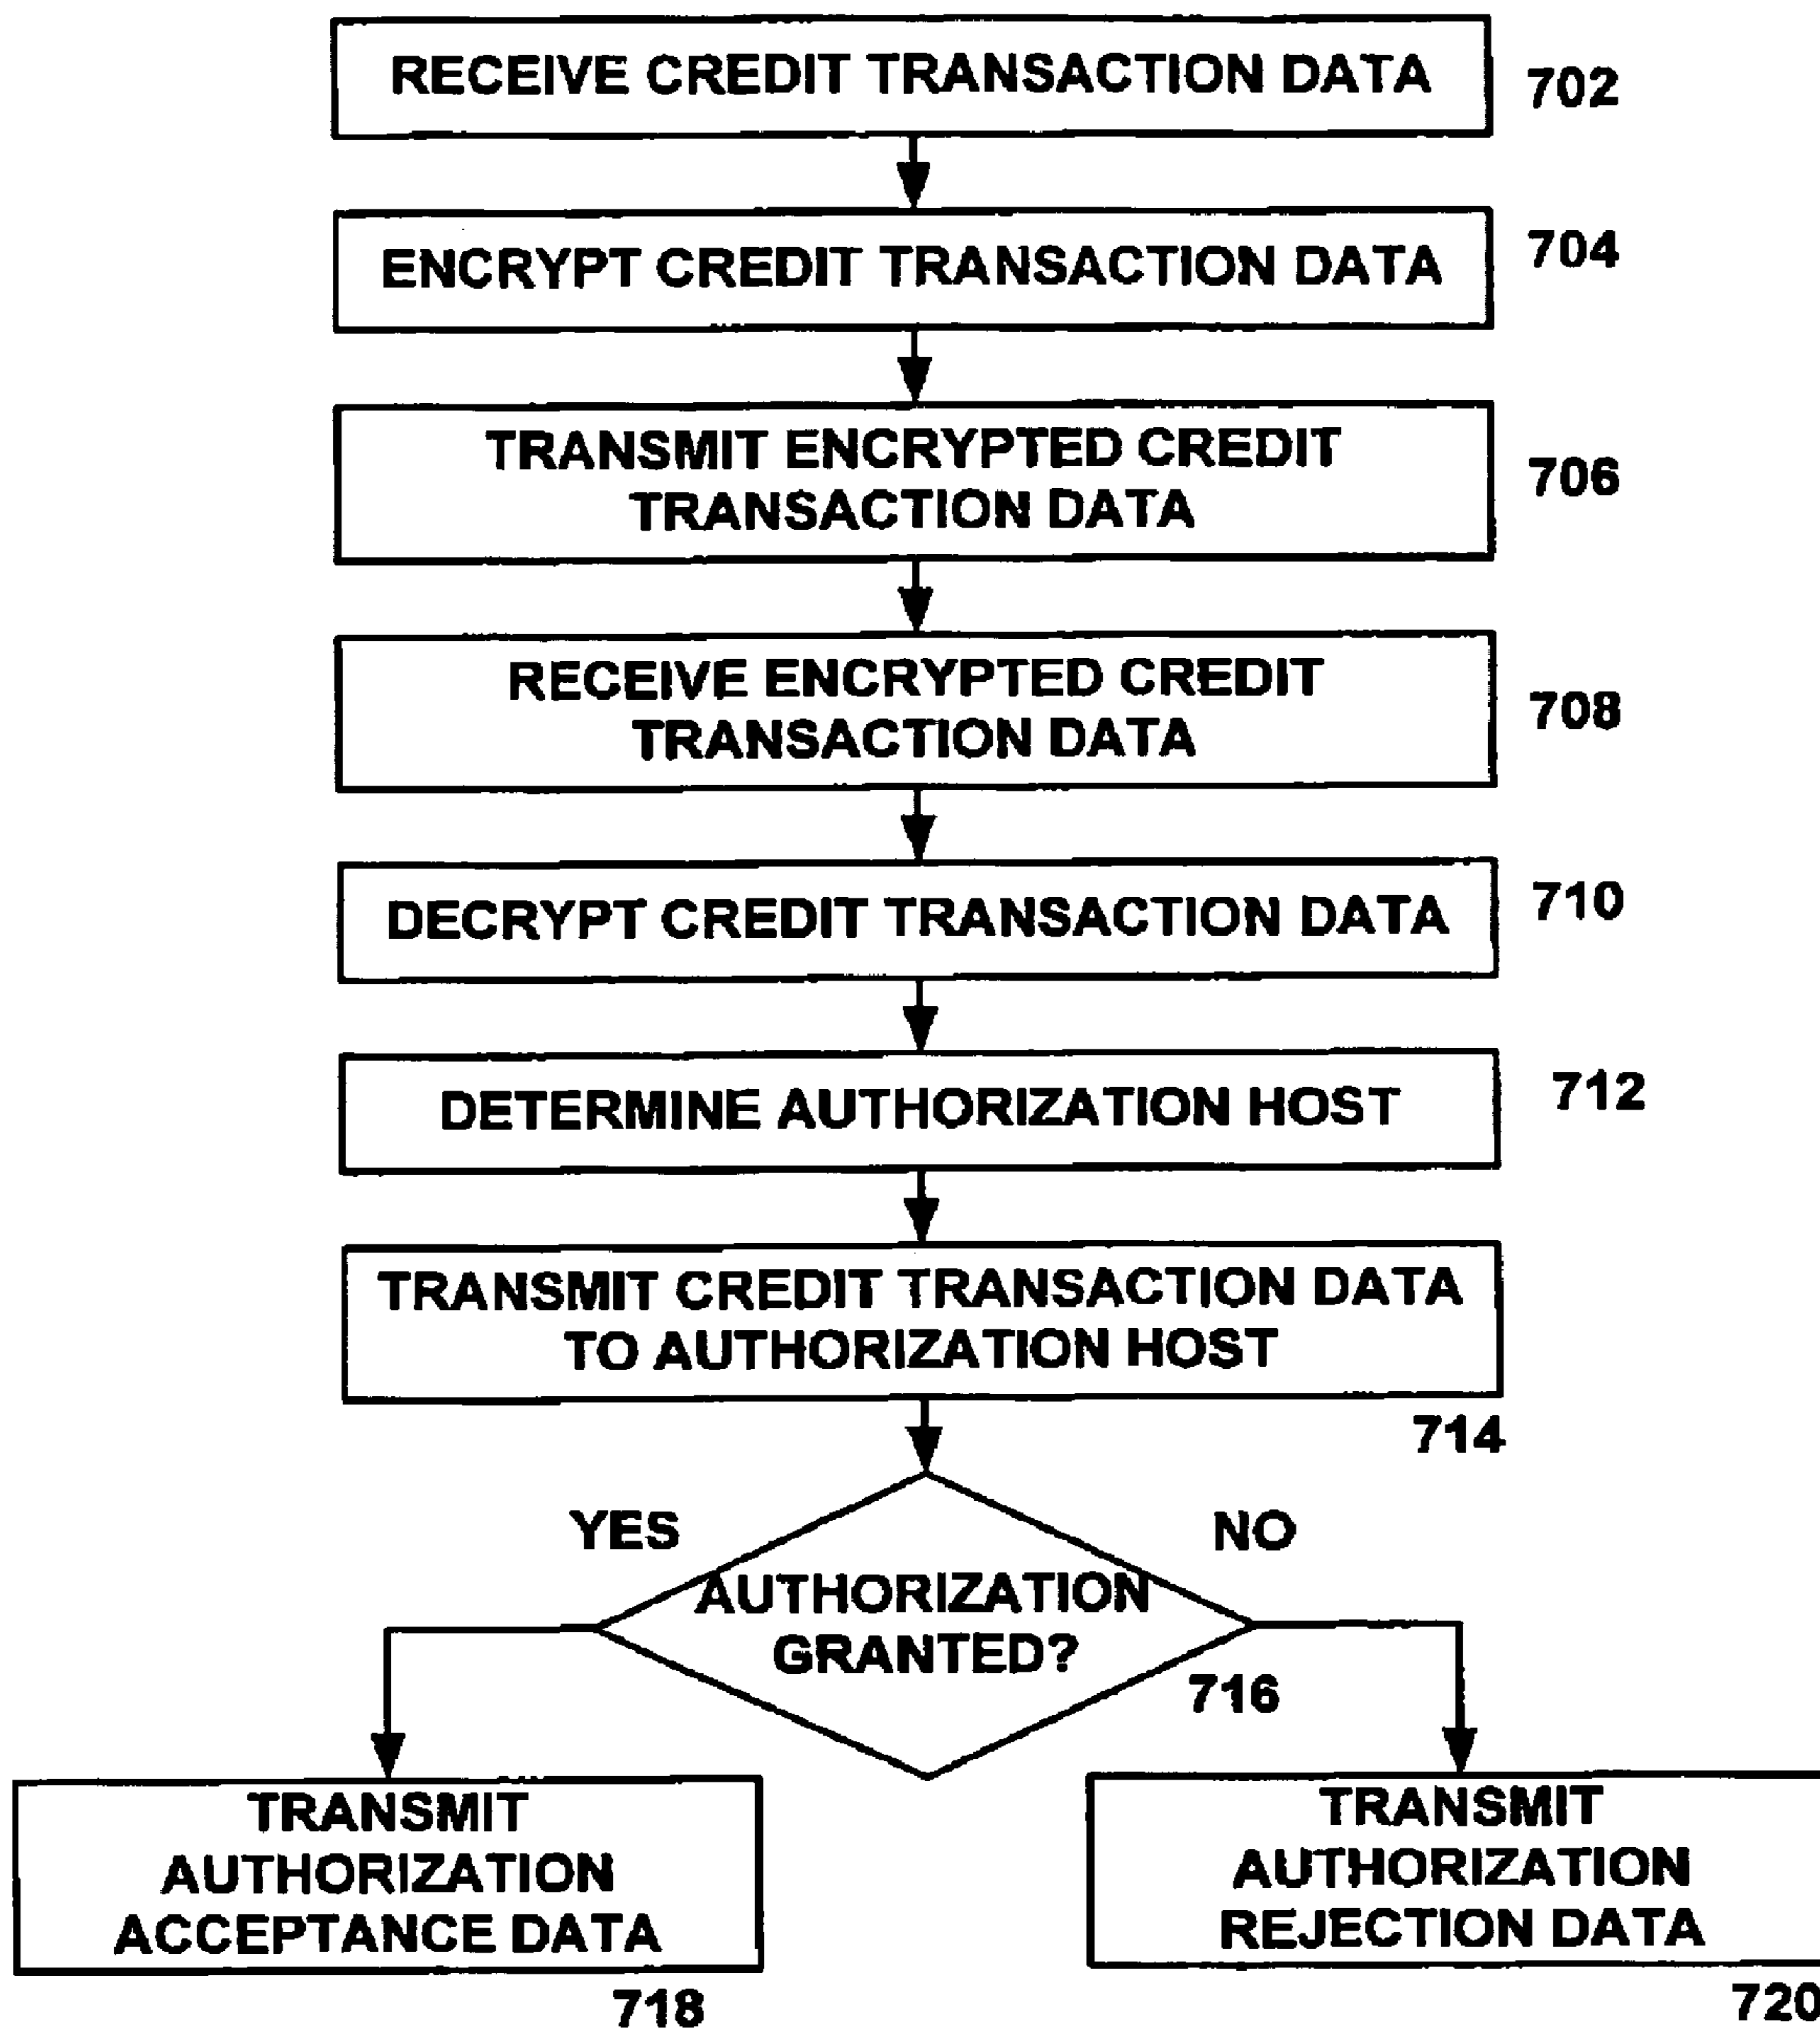 RECEIVE CREDIT TRANSACTION DATA
702
ENCRYPT CREDIT TRANSACTION DATA
704
TRANSMIT ENCRYPTED CREDIT
TRANSACTION DATA
706
RECEIVE ENCRYPTED CREDIT
TRANSACTION DATA
708
DECRYPT CREDIT TRANSACTION DATA
710
DETERMINE AUTHORIZATION HOST
712
TRANSMIT CREDIT TRANSACTION DATA
TO AUTHORIZATION HOST
714
YES
NO
AUTHORIZATION
GRANTED?
716
TRANSMIT
AUTHORIZATION
ACCEPTANCE DATA
718
TRANSMIT
AUTHORIZATION
REJECTION DATA
720